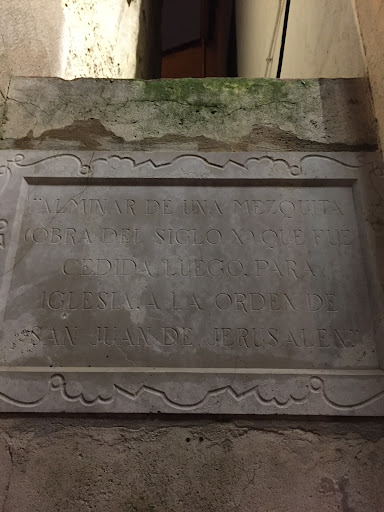 "ALMINAR DE UNA MEZQUITA
(OBRA DEL SIGLO X) QUE FUE
CEDIDA, LUEGO, PARA
IGLESIA, A LA ORDEN DE
SAN JUAN DE JERUSALEN."